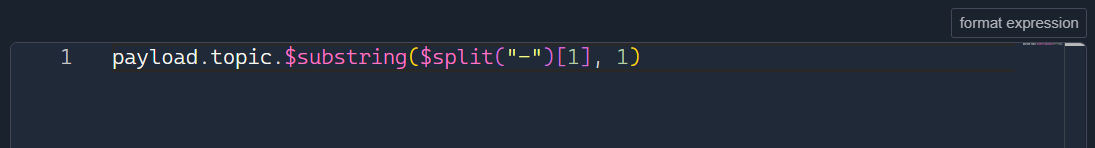 format expression
1 payload.topic.$substring($split("-")[1], 1)